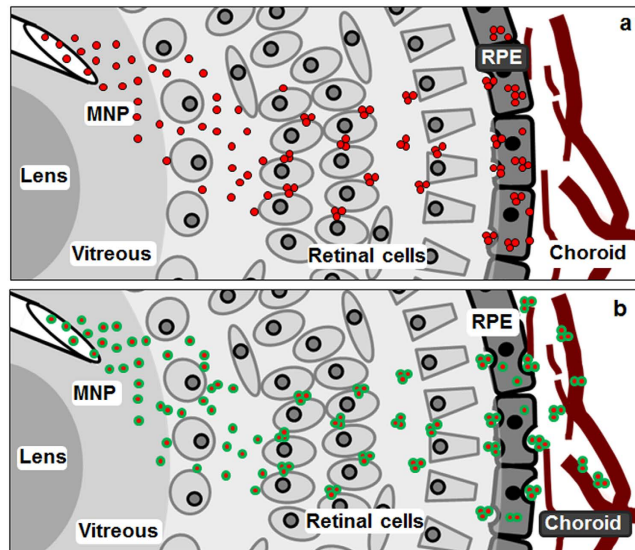 a
RPE
MNP
Lens
Vitreous
Retinal cells
Choroid
b
RPE
MNP
Lens
Vitreous
Retinal cells
Choroid